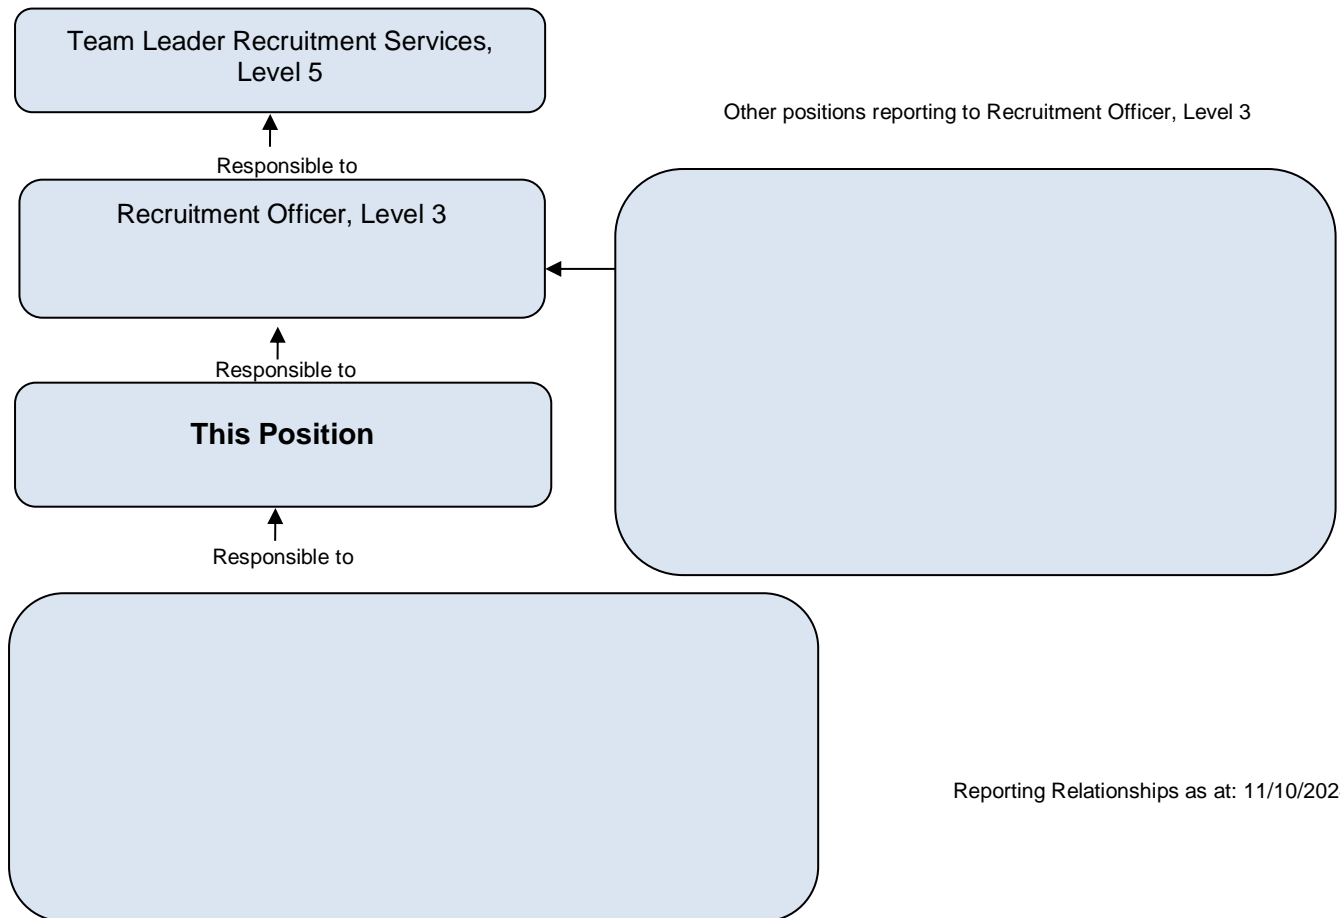 Team Leader Recruitment Services,
Level 5
Other positions reporting to Recruitment Officer, Level 3
Responsible to
Recruitment Officer, Level 3
Responsible to
This Position
Responsible to
Reporting Relationships as at: 11/10/202